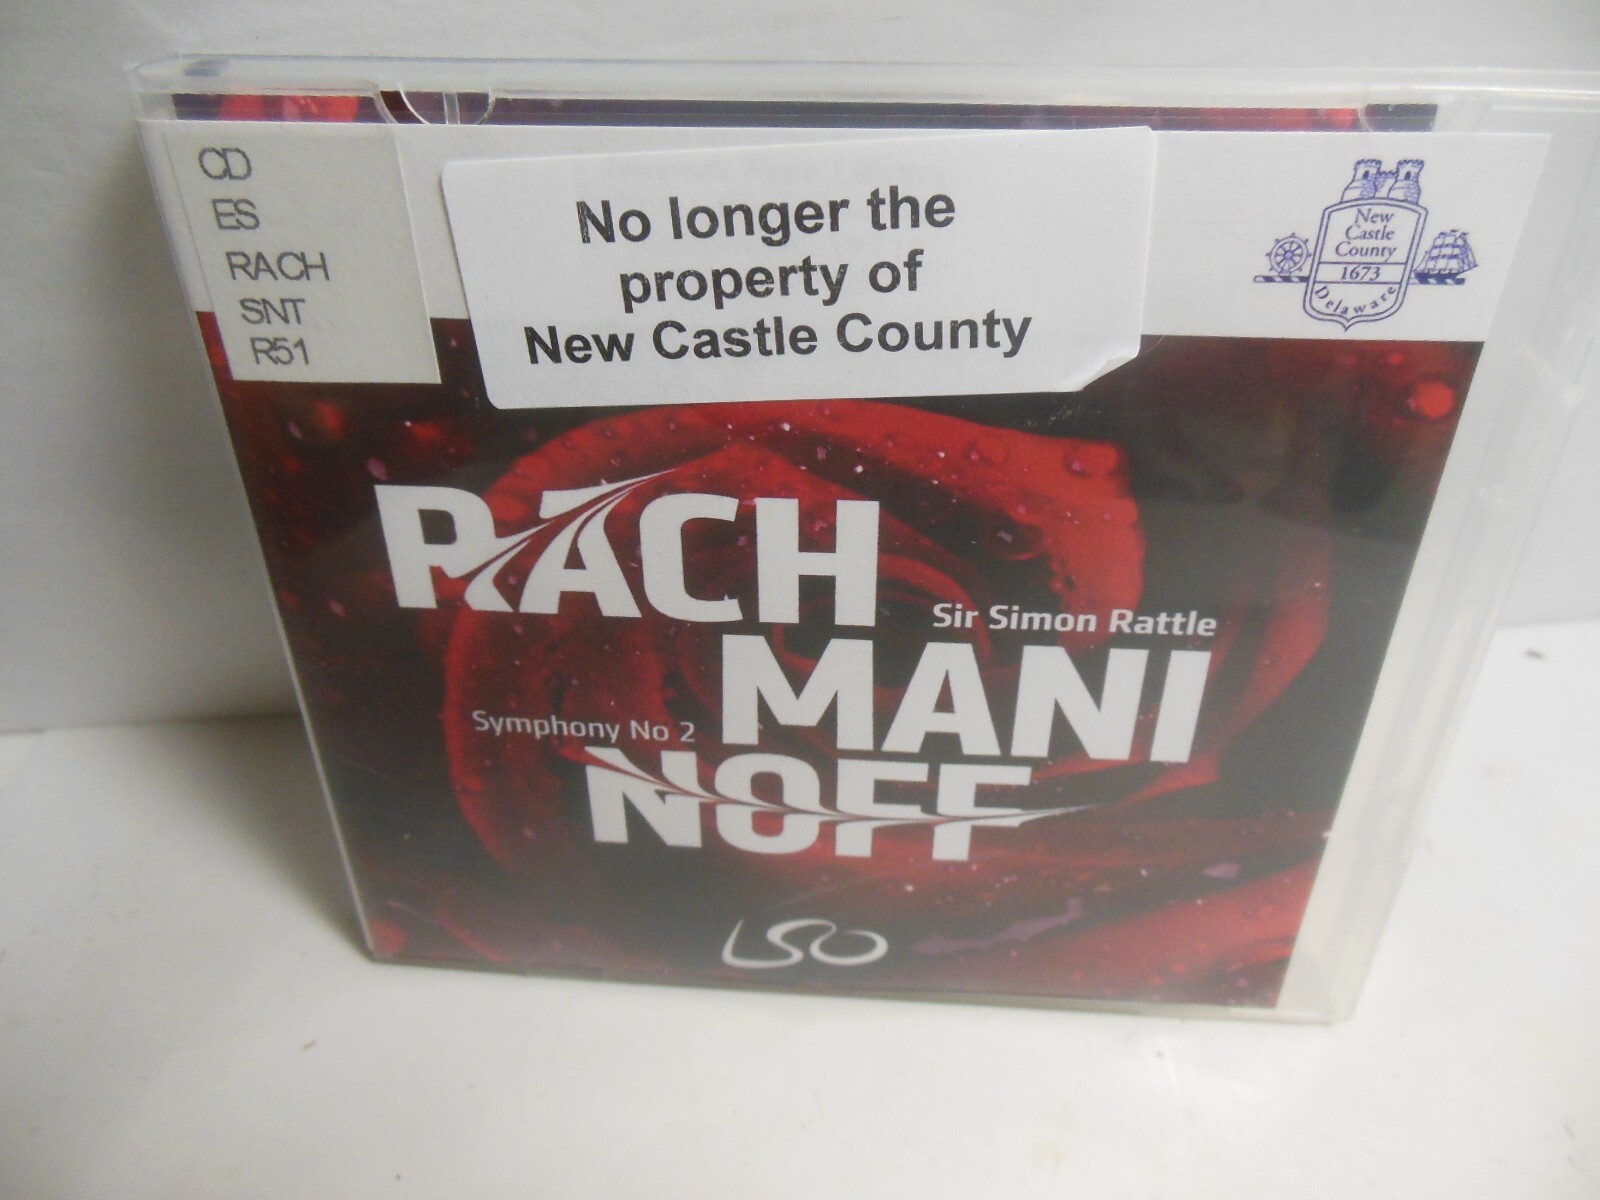 CD
ES
RACH
SNT
R51
No longer the
property of
New Castle County
New
Castle
County
1673
Delaware
RACH
Sir Simon Rattle
MANI
Symphony No 2
NOFF
LSO